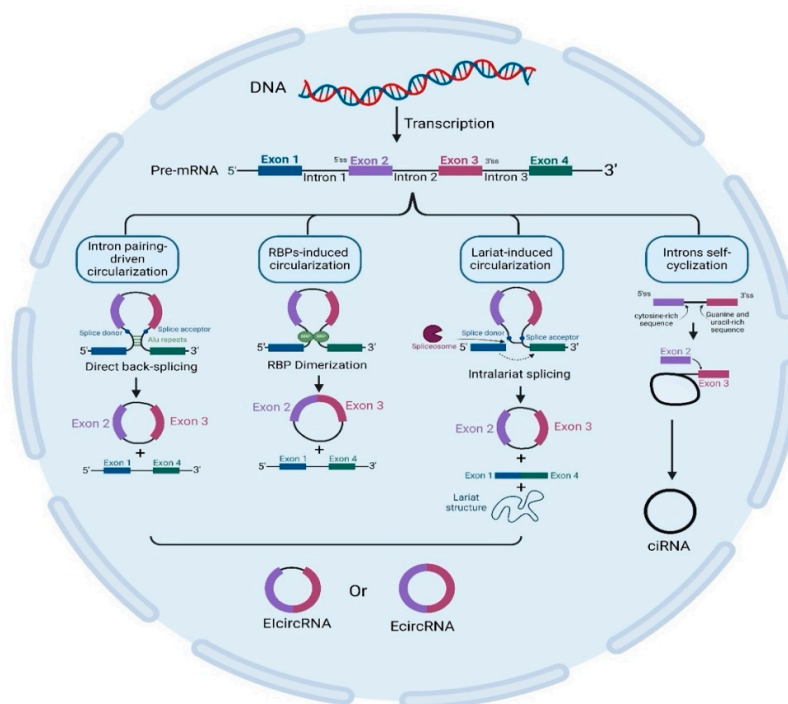 DNA
Transcription
Pre-mRNA 5' Exon 1 5'ss Exon 2 Exon 3 3'ss Exon 4 3'
Intron 1 Intron 2 Intron 3
Intron pairing-
driven
circularization
Splice donor Splice acceptor
Alu repeats
Direct back-splicing
Exon 2 Exon 3
+
Exon 1 Exon 4
5' 3'
RBPs-induced
circularization
RBP Dimerization
Exon 2 Exon 3
+
Exon 1 Exon 4
5' 3'
Lariat-induced
circularization
Spliceosome
Splice donor Splice acceptor
5' 3'
Intralariat splicing
Exon 2 Exon 3
+
Exon 1 Exon 4
+
Lariat
structure
Introns self-
cyclization
5'ss 3'ss
cytosine-rich
sequence
Guanine and
uracil-rich
sequence
Exon 2
Exon 3
ciRNA
Or
EIcircRNA EcircRNA